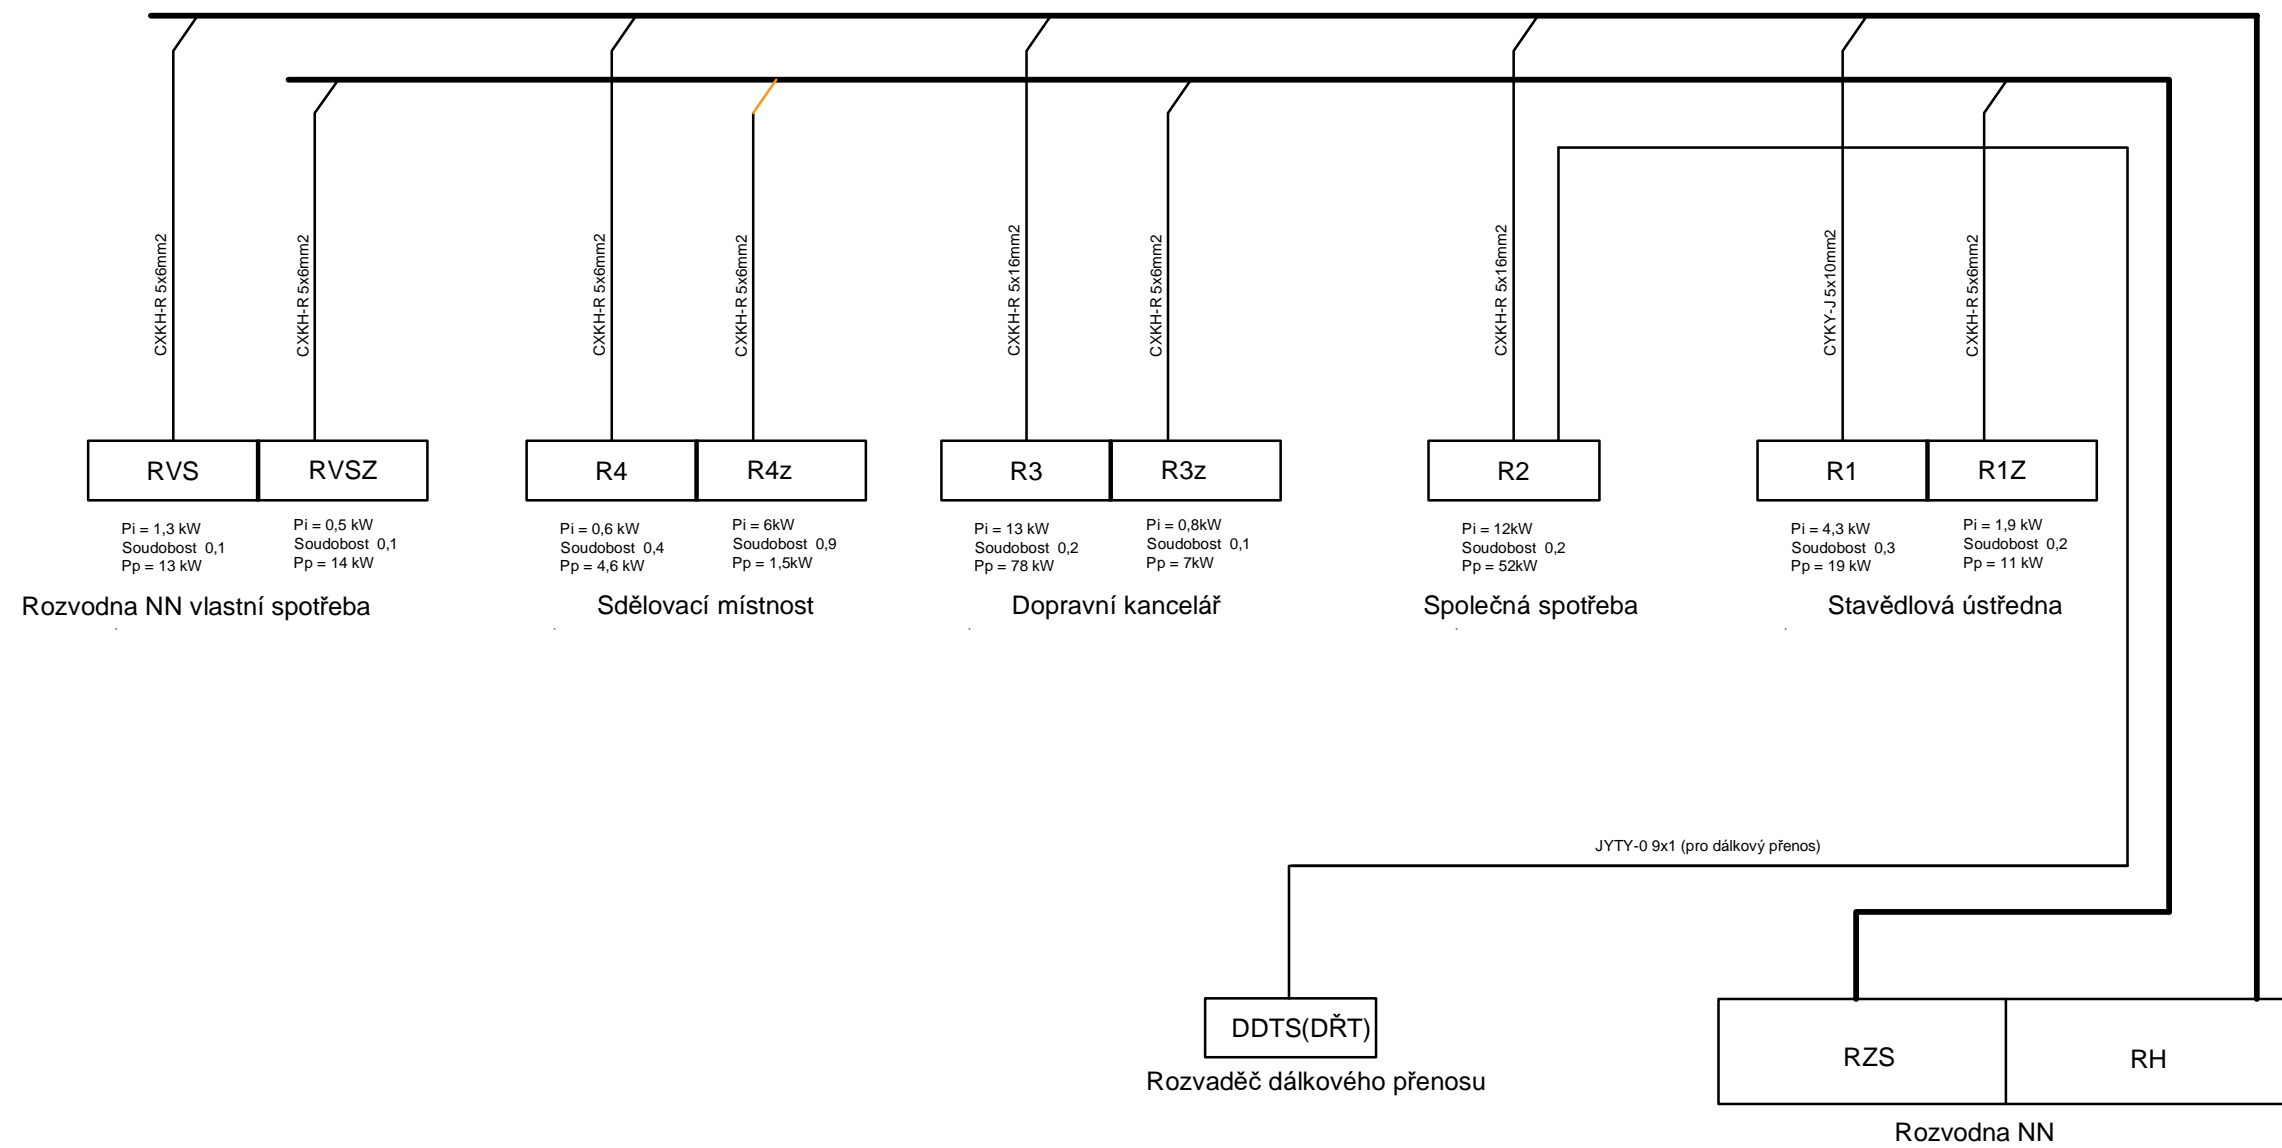 CXKH-R 5x6mm2
CXKH-R 5x6mm2
CXKH-R 5x6mm2
CXKH-R 5x6mm2
CXKH-R 5x16mm2
CXKH-R 5x6mm2
CXKH-R 5x16mm2
CYKY-J 5x10mm2
CXKH-R 5x6mm2
RVS
RVSZ
R4
R4z
R3
R3z
R2
R1
R1Z
Pi = 1,3 kW
Soudobost 0,1
Pp = 13 kW
Pi = 0,5 kW
Soudobost 0,1
Pp = 14 kW
Pi = 0,6 kW
Soudobost 0,4
Pp = 4,6 kW
Pi = 6kW
Soudobost 0,9
Pp = 1,5kW
Pi = 13 kW
Soudobost 0,2
Pp = 78 kW
Pi = 0,8kW
Soudobost 0,1
Pp = 7kW
Pi = 12kW
Soudobost 0,2
Pp = 52kW
Pi = 4,3 kW
Soudobost 0,3
Pp = 19 kW
Pi = 1,9 kW
Soudobost 0,2
Pp = 11 kW
Rozvodna NN vlastní spotřeba
Sdělovací místnost
Dopravní kancelář
Společná spotřeba
Stavědlová ústředna
JYTY-0 9x1 (pro dálkový přenos)
DDTS(DŘT)
Rozvaděč dálkového přenosu
RZS
RH
Rozvodna NN